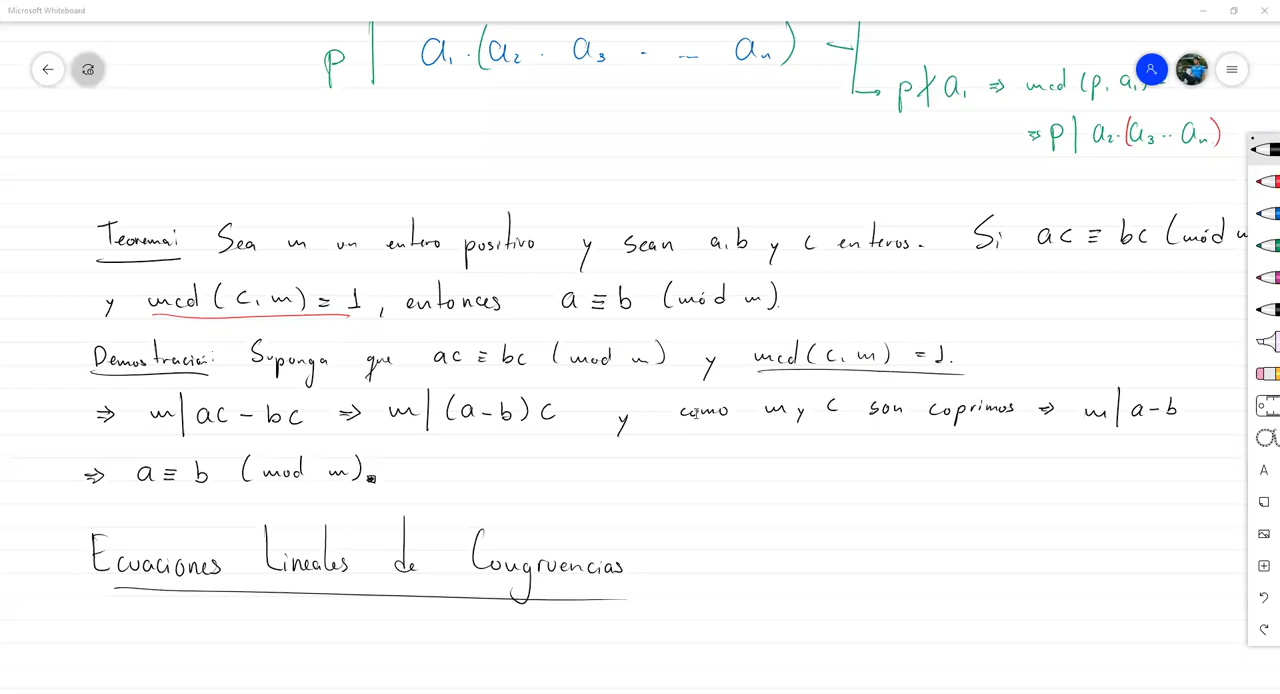 Microsoft Whiteboard
p | a₁·(a₂ · a₃ · - aₙ)
p ∤ a₁ ⇒ mcd (p, a₁)
⇒ p | a₂·(a₃ ·· aₙ)
Teorema: Sea m un entero positivo y sean a, b y c enteros. Si ac ≡ bc (mód m
y mcd (c, m) = 1, entonces a ≡ b (mód m).
Demostración: Suponga que ac ≡ bc (mod m) y mcd (c, m) = 1.
⇒ m | ac - bc ⇒ m | (a-b) c y como m y c son coprimos ⇒ m | a-b
⇒ a ≡ b (mod m).
Ecuaciones Lineales de Congruencias
A